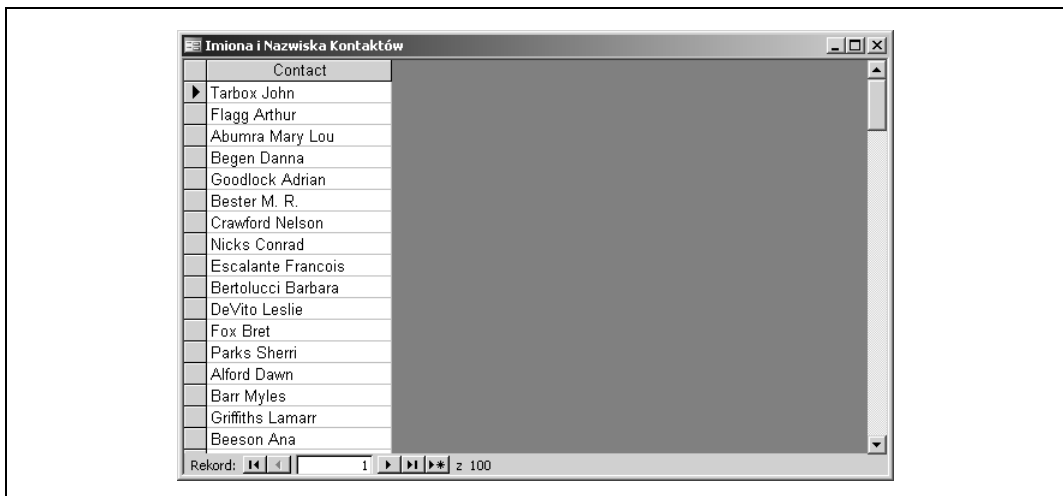 Imiona i Nazwiska Kontaktów
Contact
Tarbox John
Flagg Arthur
Abumra Mary Lou
Begen Danna
Goodlock Adrian
Bester M. R.
Crawford Nelson
Nicks Conrad
Escalante Francois
Bertolucci Barbara
DeVito Leslie
Fox Bret
Parks Sherri
Alford Dawn
Barr Myles
Griffiths Lamarr
Beeson Ana
Rekord: 1 z 100